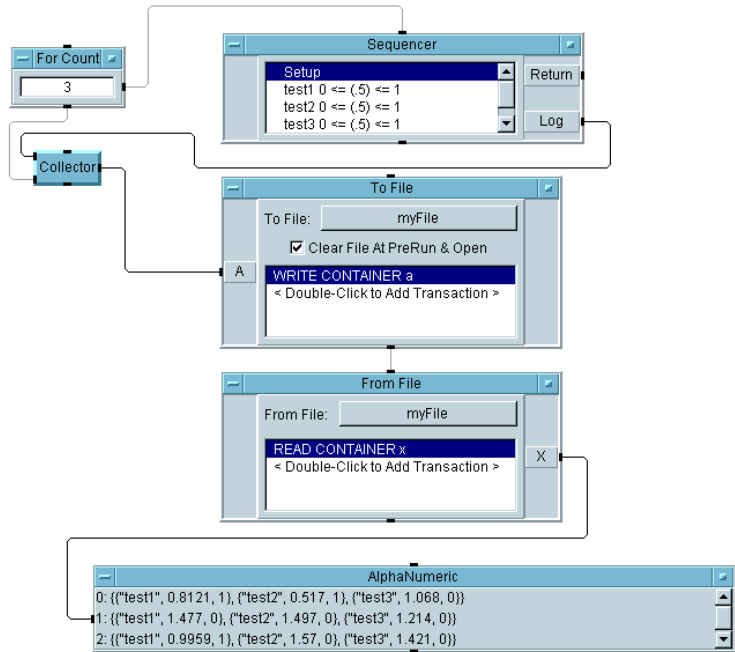 For Count
3
Sequencer
Setup
test1 0 <= (.5) <= 1
test2 0 <= (.5) <= 1
test3 0 <= (.5) <= 1
Return
Log
Collector
To File
To File: myFile
Clear File At PreRun & Open
A
WRITE CONTAINER a
< Double-Click to Add Transaction >
From File
From File: myFile
READ CONTAINER x
< Double-Click to Add Transaction >
X
AlphaNumeric
0: {{"test1", 0.8121, 1}, {"test2", 0.517, 1}, {"test3", 1.068, 0}}
1: {{"test1", 1.477, 0}, {"test2", 1.497, 0}, {"test3", 1.214, 0}}
2: {{"test1", 0.9959, 1}, {"test2", 1.57, 0}, {"test3", 1.421, 0}}